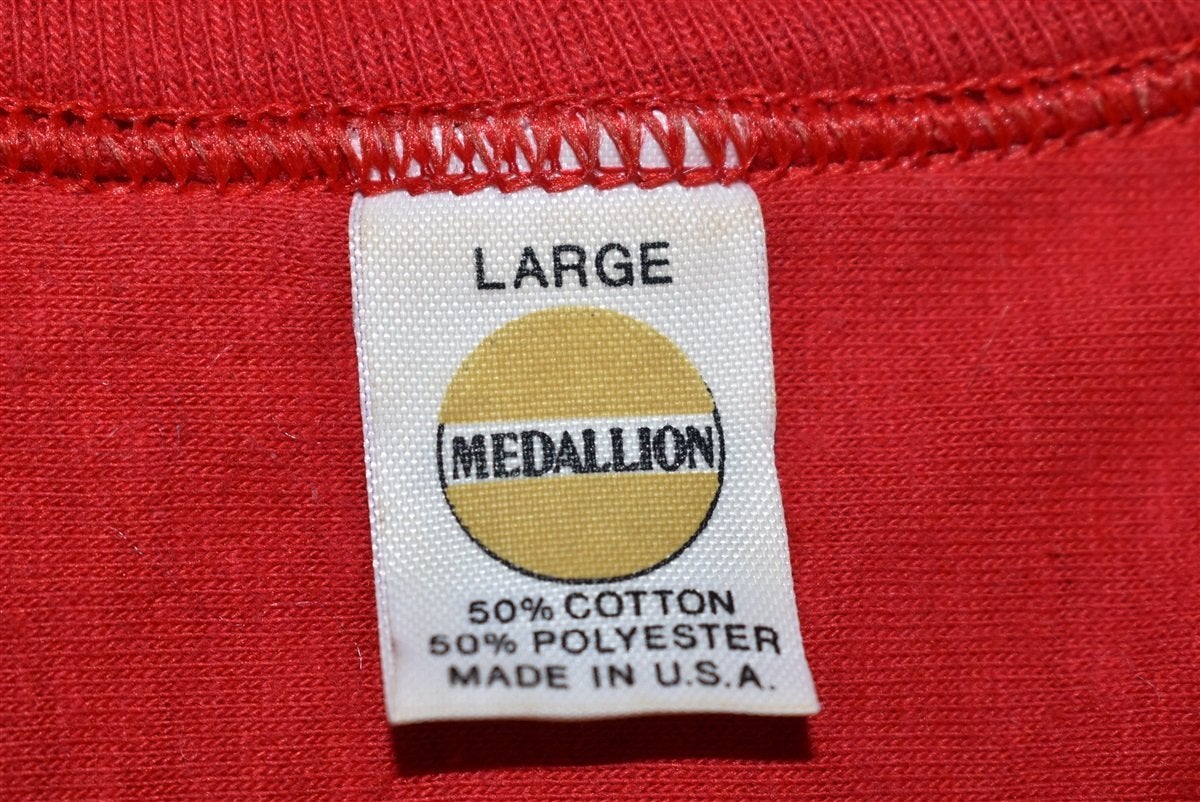 LARGE
MEDALLION
50% COTTON
50% POLYESTER
MADE IN U.S.A.